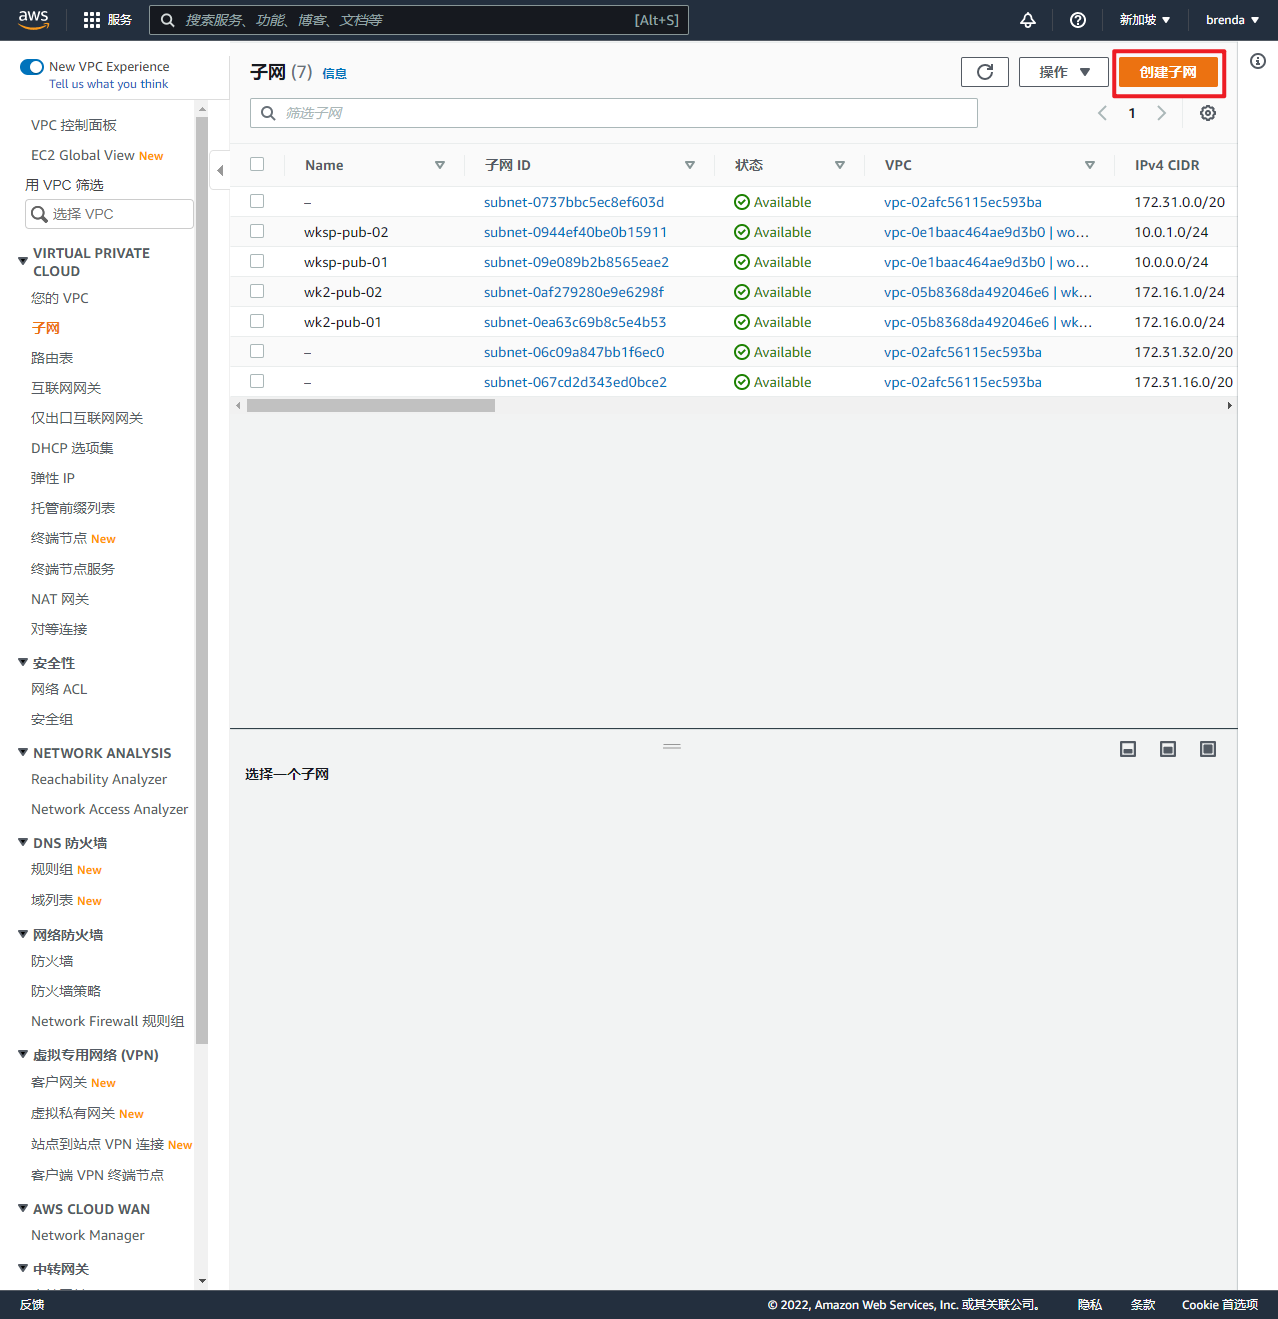 aws
服务
搜索服务、功能、博客、文档等
[Alt+S]
新加坡
brenda
New VPC Experience
Tell us what you think
VPC 控制面板
EC2 Global View New
用 VPC 筛选
选择 VPC
VIRTUAL PRIVATE
CLOUD
您的 VPC
子网
路由表
互联网网关
仅出口互联网网关
DHCP 选项集
弹性 IP
托管前缀列表
终端节点 New
终端节点服务
NAT 网关
对等连接
安全性
网络 ACL
安全组
NETWORK ANALYSIS
Reachability Analyzer
Network Access Analyzer
DNS 防火墙
规则组 New
域列表 New
网络防火墙
防火墙
防火墙策略
Network Firewall 规则组
虚拟专用网络 (VPN)
客户网关 New
虚拟私有网关 New
站点到站点 VPN 连接 New
客户端 VPN 终端节点
AWS CLOUD WAN
Network Manager
中转网关
子网 (7) 信息
操作
创建子网
筛选子网
1
Name 子网 ID 状态 VPC IPv4 CIDR
– subnet-0737bbc5ec8ef603d Available vpc-02afc56115ec593ba 172.31.0.0/20
wksp-pub-02 subnet-0944ef40be0b15911 Available vpc-0e1baac464ae9d3b0 | wo... 10.0.1.0/24
wksp-pub-01 subnet-09e089b2b8565eae2 Available vpc-0e1baac464ae9d3b0 | wo... 10.0.0.0/24
wk2-pub-02 subnet-0af279280e9e6298f Available vpc-05b8368da492046e6 | wk... 172.16.1.0/24
wk2-pub-01 subnet-0ea63c69b8c5e4b53 Available vpc-05b8368da492046e6 | wk... 172.16.0.0/24
– subnet-06c09a847bb1f6ec0 Available vpc-02afc56115ec593ba 172.31.32.0/20
– subnet-067cd2d343ed0bce2 Available vpc-02afc56115ec593ba 172.31.16.0/20
选择一个子网
反馈
© 2022, Amazon Web Services, Inc. 或其关联公司。
隐私
条款
Cookie 首选项